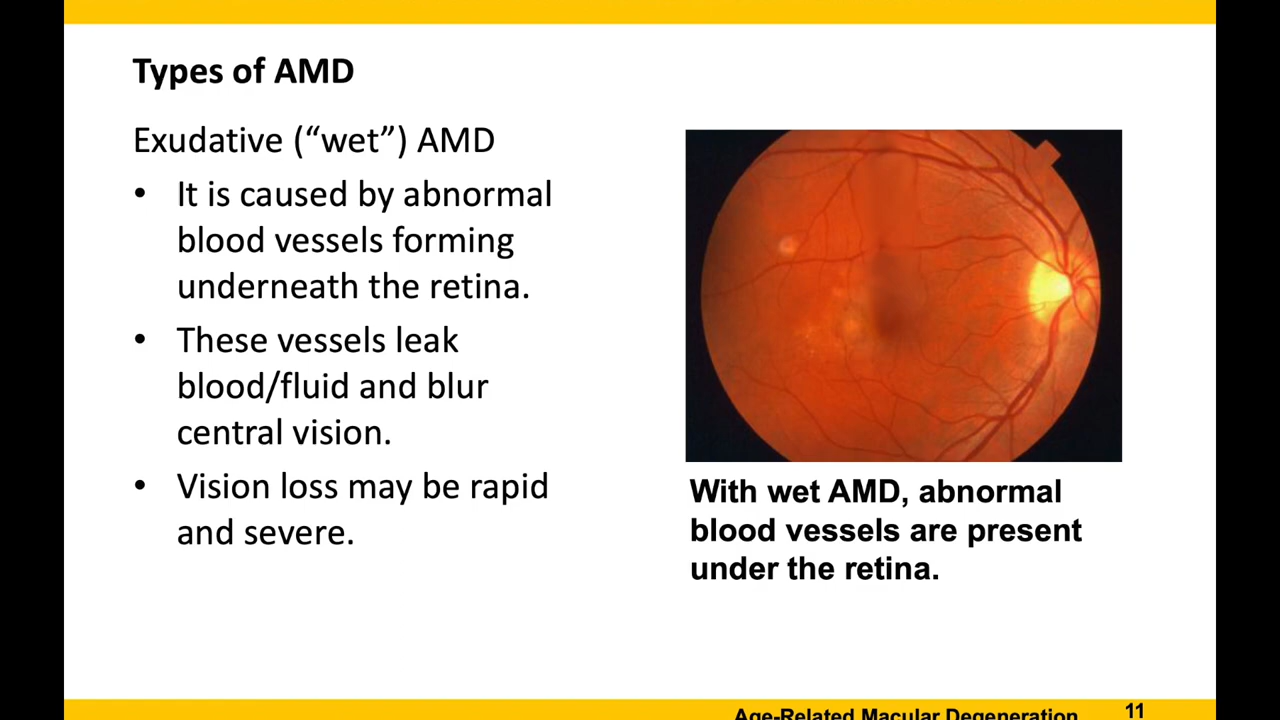 Types of AMD
Exudative (“wet”) AMD
• It is caused by abnormal
blood vessels forming
underneath the retina.
• These vessels leak
blood/fluid and blur
central vision.
• Vision loss may be rapid
and severe.
With wet AMD, abnormal
blood vessels are present
under the retina.
Age-Related Macular Degeneration
11